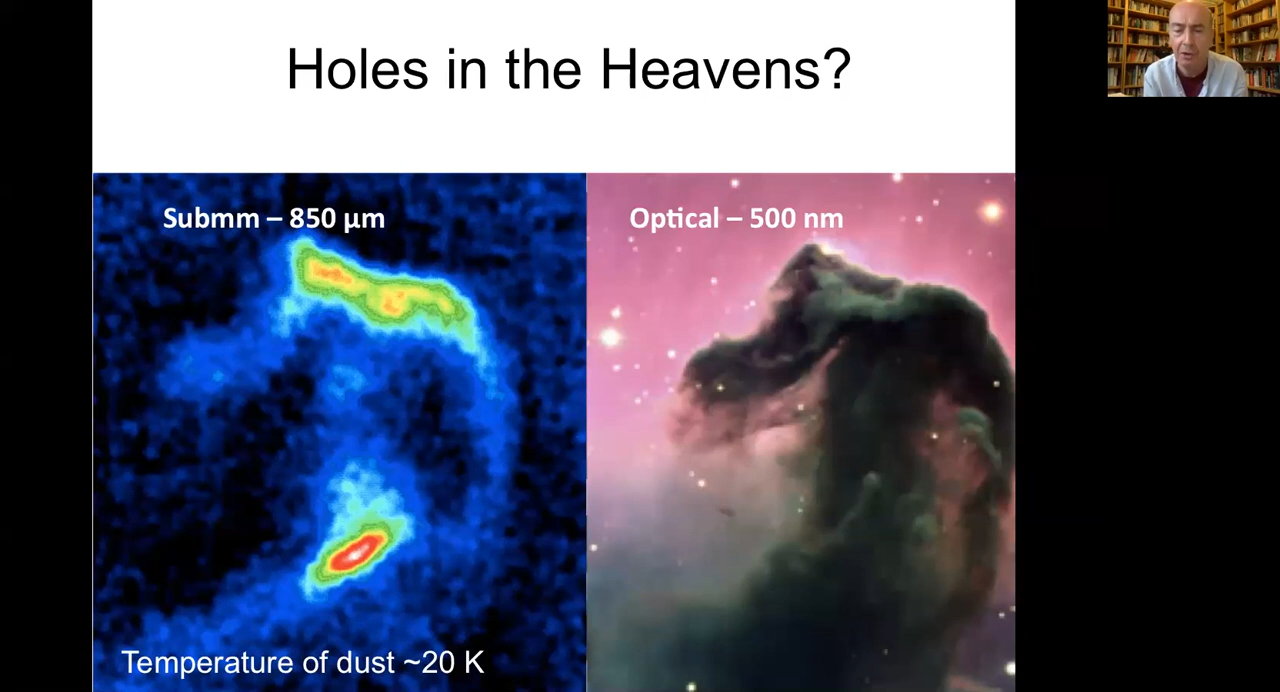 Holes in the Heavens?
Submm – 850 µm
Optical – 500 nm
Temperature of dust ~20 K